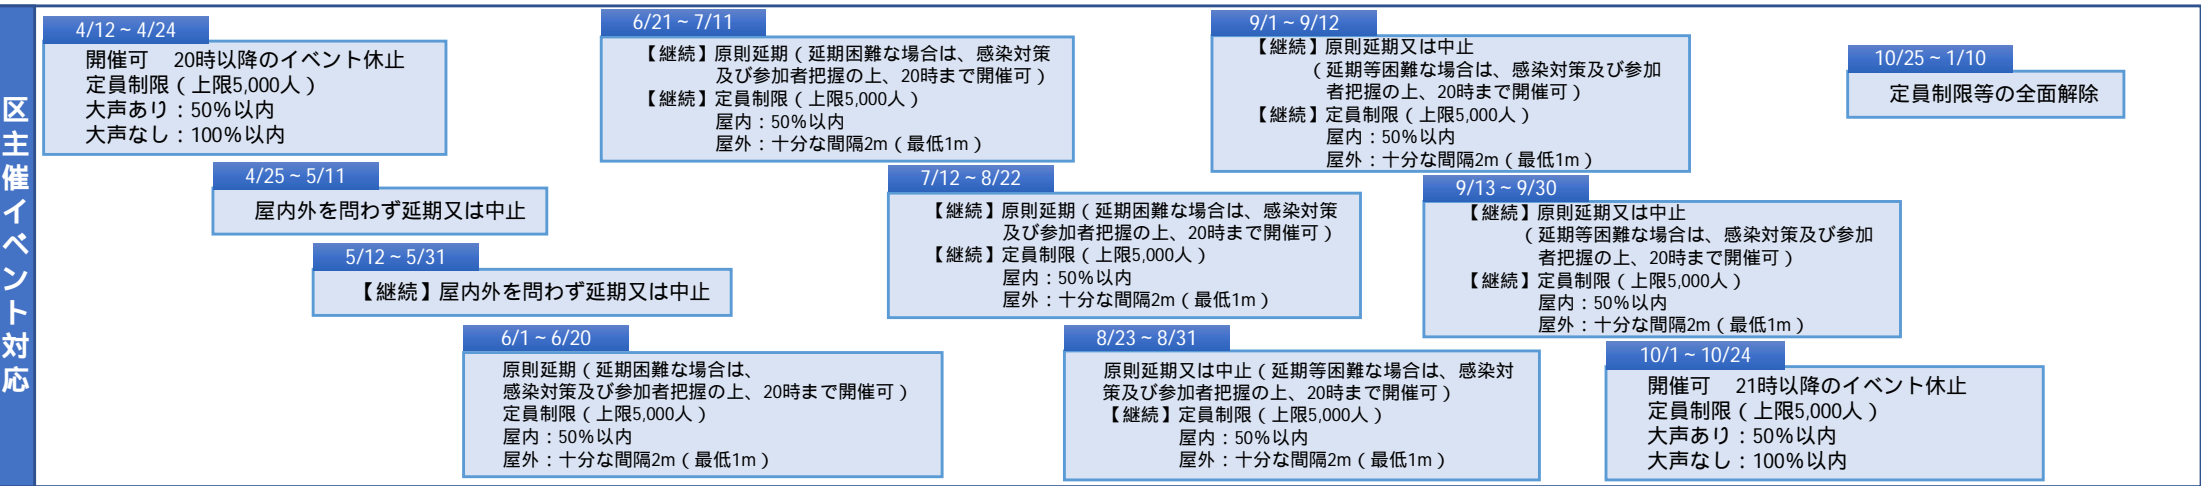 区主催イベント対応
4/12~4/24
開催可 20時以降のイベント休止
定員制限（上限5,000人）
大声あり：50%以内
大声なし：100%以内
4/25~5/11
屋内外を問わず延期又は中止
5/12~5/31
【継続】屋内外を問わず延期又は中止
6/1~6/20
原則延期（延期困難な場合は、
感染対策及び参加者把握の上、20時まで開催可）
定員制限（上限5,000人）
屋内：50%以内
屋外：十分な間隔2m（最低1m）
6/21~7/11
【継続】原則延期（延期困難な場合は、感染対策
及び参加者把握の上、20時まで開催可）
【継続】定員制限（上限5,000人）
屋内：50%以内
屋外：十分な間隔2m（最低1m）
7/12~8/22
【継続】原則延期（延期困難な場合は、感染対策
及び参加者把握の上、20時まで開催可）
【継続】定員制限（上限5,000人）
屋内：50%以内
屋外：十分な間隔2m（最低1m）
8/23~8/31
原則延期又は中止（延期等困難な場合は、感染対
策及び参加者把握の上、20時まで開催可）
【継続】定員制限（上限5,000人）
屋内：50%以内
屋外：十分な間隔2m（最低1m）
9/1~9/12
【継続】原則延期又は中止
（延期等困難な場合は、感染対策及び参加
者把握の上、20時まで開催可）
【継続】定員制限（上限5,000人）
屋内：50%以内
屋外：十分な間隔2m（最低1m）
9/13~9/30
【継続】原則延期又は中止
（延期等困難な場合は、感染対策及び参加
者把握の上、20時まで開催可）
【継続】定員制限（上限5,000人）
屋内：50%以内
屋外：十分な間隔2m（最低1m）
10/1~10/24
開催可 21時以降のイベント休止
定員制限（上限5,000人）
大声あり：50%以内
大声なし：100%以内
10/25~1/10
定員制限等の全面解除